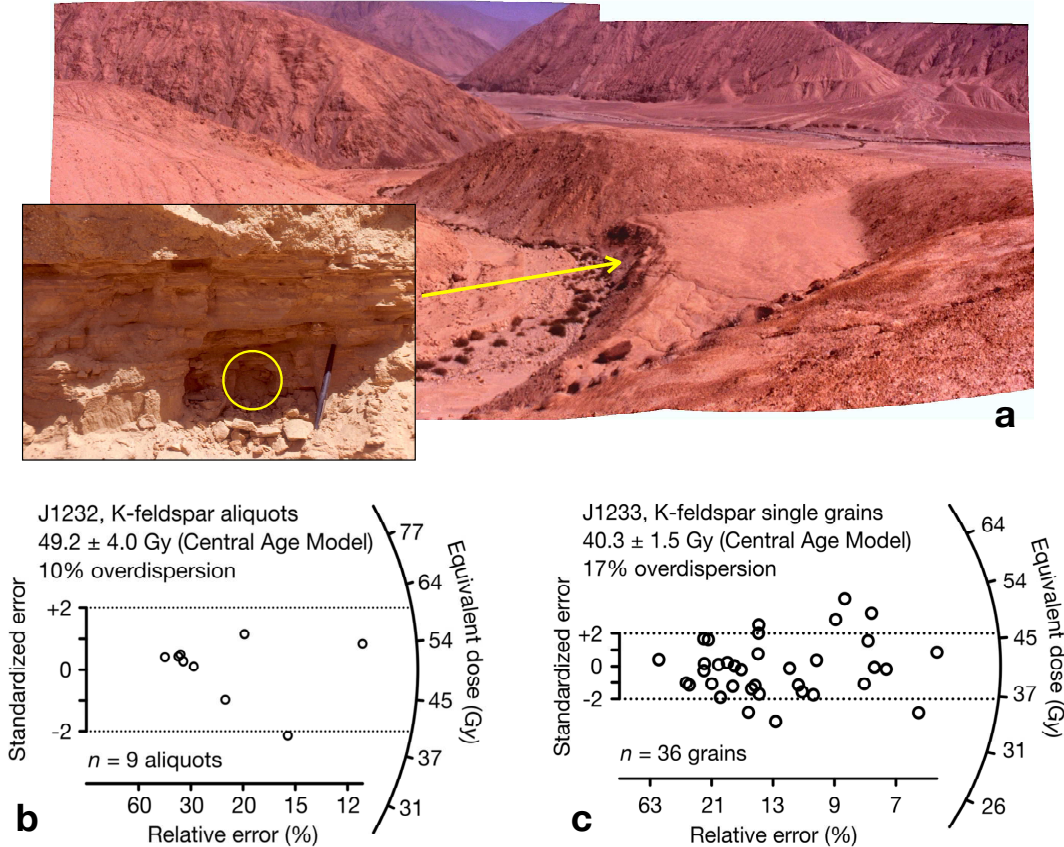 a
J1232, K-feldspar aliquots
49.2 ± 4.0 Gy (Central Age Model)
10% overdispersion
Standardized error
+2
0
-2
n = 9 aliquots
60 30 20 15 12
Relative error (%)
77
64
54
45
37
31
Equivalent dose (Gy)
b
J1233, K-feldspar single grains
40.3 ± 1.5 Gy (Central Age Model)
17% overdispersion
Standardized error
+2
0
-2
n = 36 grains
63 21 13 9 7
Relative error (%)
64
54
45
37
31
26
Equivalent dose (Gy)
c